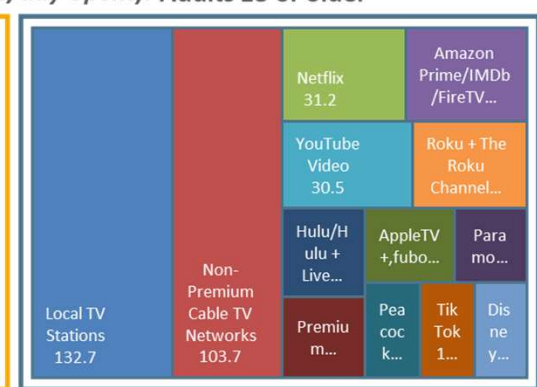 Adults 25 or Older
Local TV
Stations
132.7
Non-
Premium
Cable TV
Networks
103.7
Netflix
31.2
Amazon
Prime/IMDb
/FireTV...
YouTube
Video
30.5
Roku + The
Roku
Channel...
Hulu/H
ulu +
Live...
AppleTV
+,fubo...
Para
mo...
Premiu
m...
Pea
coc
k...
Tik
Tok
1...
Dis
ne
y...